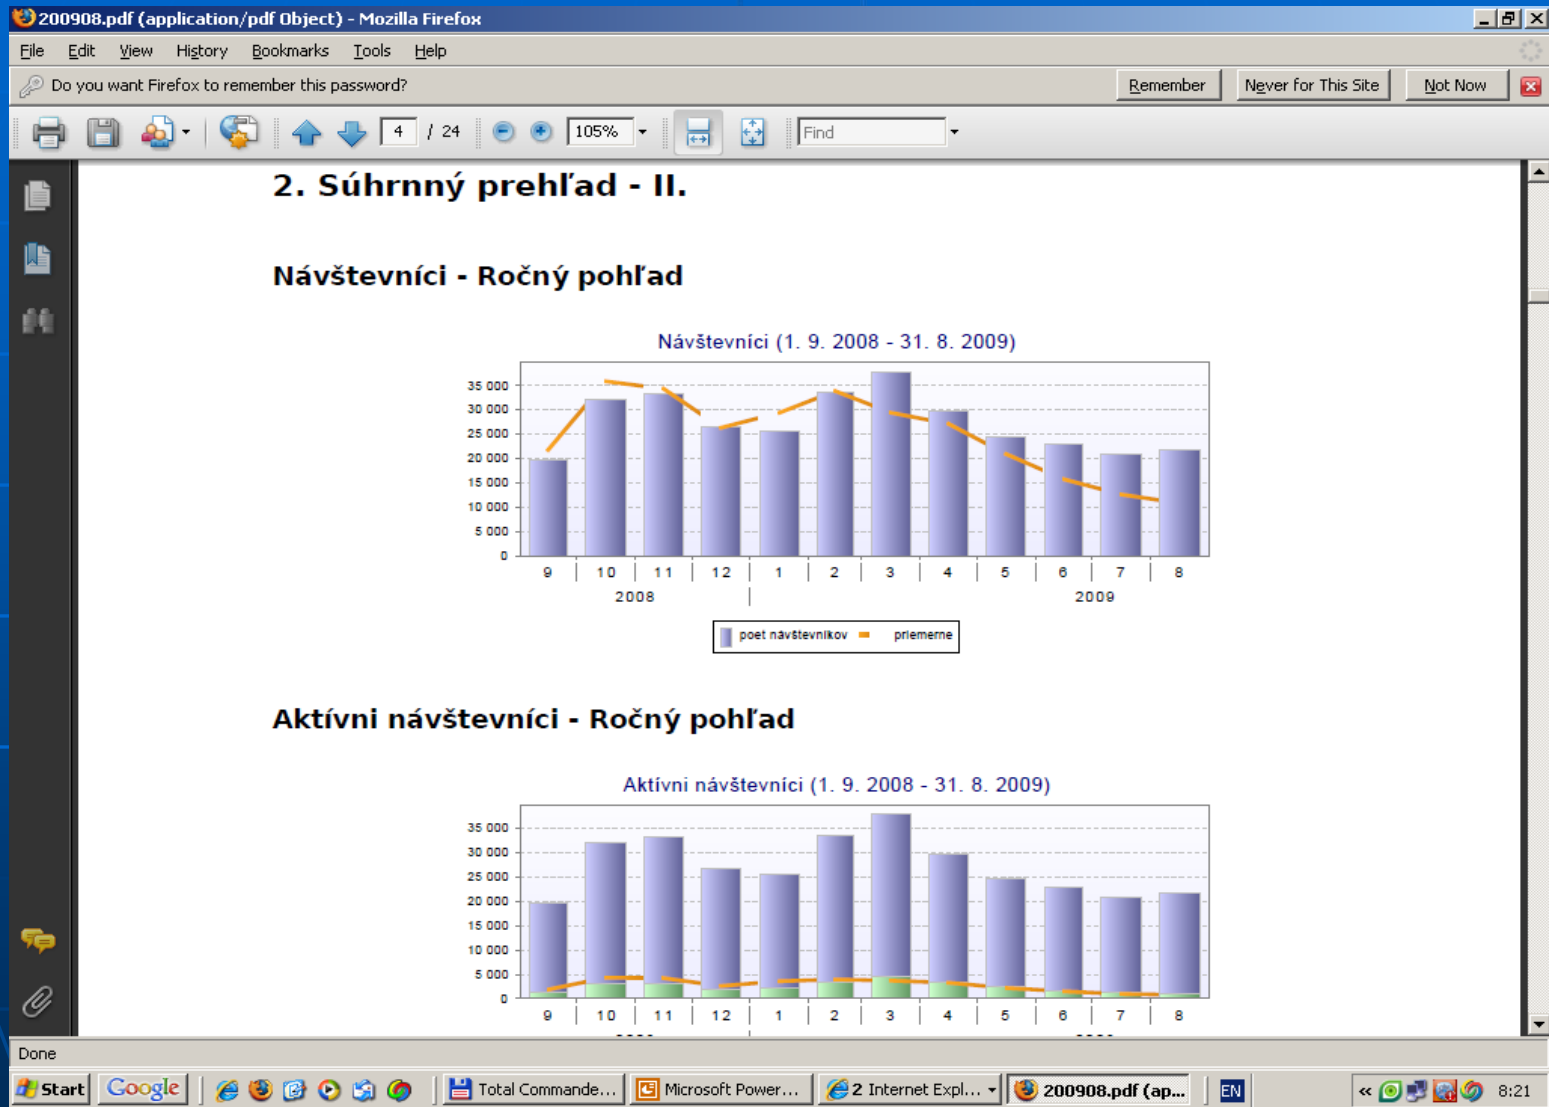 200908.pdf (application/pdf Object) - Mozilla Firefox
File Edit View History Bookmarks Tools Help
Do you want Firefox to remember this password? Remember Never for This Site Not Now
4 / 24 105% Find
2. Súhrnný prehľad - II.
Návštevníci - Ročný pohľad
Návštevníci (1. 9. 2008 - 31. 8. 2009)
35 000
30 000
25 000
20 000
15 000
10 000
5 000
0
9 10 11 12 1 2 3 4 5 6 7 8
2008 2009
poet návštevníkov priemerne
Aktívni návštevníci - Ročný pohľad
Aktívni návštevníci (1. 9. 2008 - 31. 8. 2009)
35 000
30 000
25 000
20 000
15 000
10 000
5 000
0
9 10 11 12 1 2 3 4 5 6 7 8
Done
Start Google Total Commande... Microsoft Power... 2 Internet Expl... 200908.pdf (ap... EN « 8:21